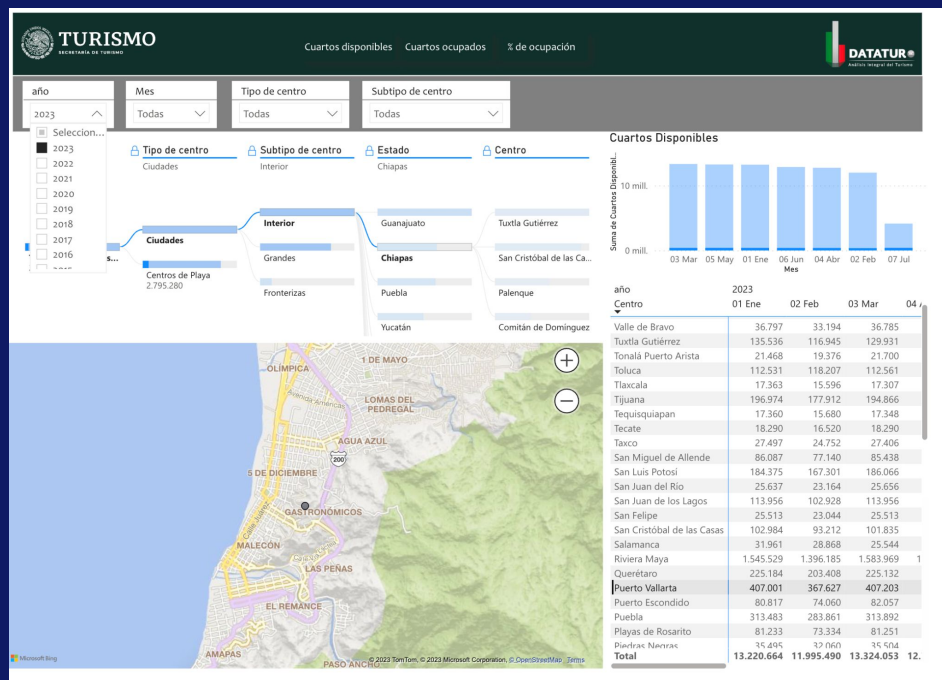 TURISMO
SECRETARÍA DE TURISMO
Cuartos disponibles Cuartos ocupados % de ocupación
DATATUR
Análisis Integral del Turismo
año Mes Tipo de centro Subtipo de centro
2023 Todas Todas Todas
Seleccion...
2023
2022
2021
2020
2019
2018
2017
2016
Tipo de centro Subtipo de centro Estado Centro
Ciudades Interior Chiapas
Ciudades
Centros de Playa
2.795.280
Interior
Grandes
Fronterizas
Guanajuato
Chiapas
Puebla
Yucatán
Tuxtla Gutiérrez
San Cristóbal de las Ca...
Palenque
Comitán de Domínguez
Cuartos Disponibles
Suma de Cuartos Disponibl...
10 mill.
0 mill.
03 Mar 05 May 01 Ene 06 Jun 04 Abr 02 Feb 07 Jul
Mes
año 2023
Centro 01 Ene 02 Feb 03 Mar 04
Valle de Bravo 36.797 33.194 36.785
Tuxtla Gutiérrez 135.536 116.945 129.931
Tonalá Puerto Arista 21.468 19.376 21.700
Toluca 112.531 118.207 112.561
Tlaxcala 17.363 15.596 17.307
Tijuana 196.974 177.912 194.866
Tequisquiapan 17.360 15.680 17.348
Tecate 18.290 16.520 18.290
Taxco 27.497 24.752 27.406
San Miguel de Allende 86.087 77.140 85.438
San Luis Potosí 184.375 167.301 186.066
San Juan del Río 25.637 23.164 25.656
San Juan de los Lagos 113.956 102.928 113.956
San Felipe 25.513 23.044 25.513
San Cristóbal de las Casas 102.984 93.212 101.835
Salamanca 31.961 28.868 25.544
Riviera Maya 1.545.529 1.396.185 1.583.969 1
Querétaro 225.184 203.408 225.132
Puerto Vallarta 407.001 367.627 407.203
Puerto Escondido 80.817 74.060 82.057
Puebla 313.483 283.861 313.892
Playas de Rosarito 81.233 73.334 81.251
Piedras Negras 35.495 32.060 35.504
Total 13.220.664 11.995.490 13.324.053 12.
OLÍMPICA
1 DE MAYO
Avenida Américas
LOMAS DEL
PEDREGAL
AGUA AZUL
200
5 DE DICIEMBRE
GASTRONÓMICOS
Calle Juárez
MALECÓN
LAS PEÑAS
EL REMANCE
AMAPAS
PASO ANCHO
Microsoft Bing
© 2023 TomTom, © 2023 Microsoft Corporation, © OpenStreetMap Terms